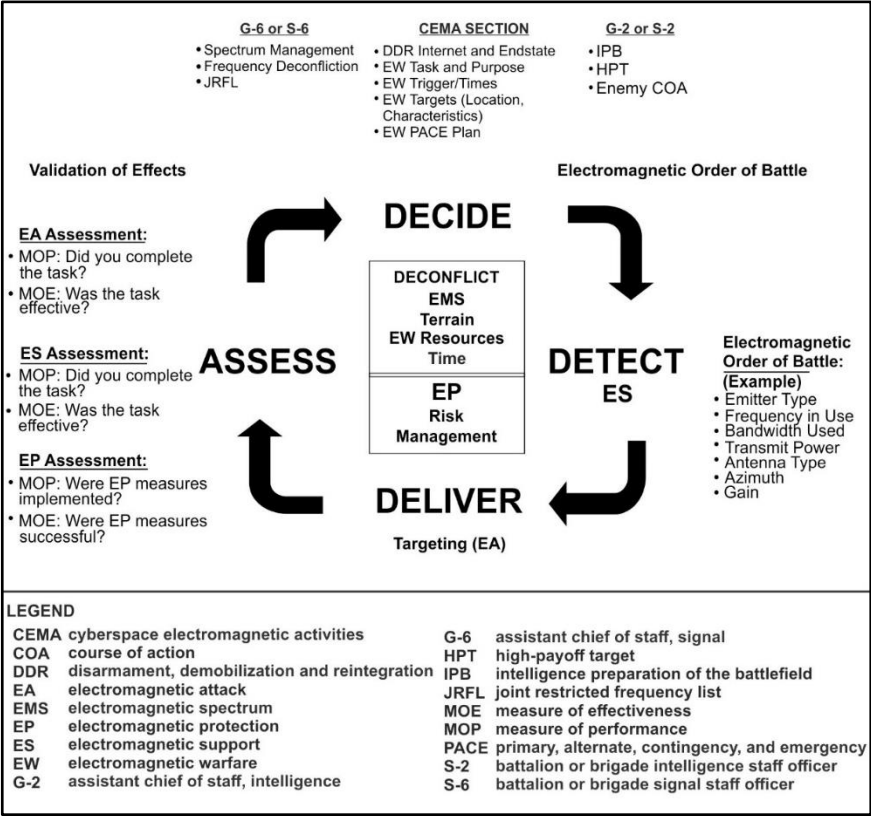 G-6 or S-6
• Spectrum Management
• Frequency Deconfliction
• JRFL
CEMA SECTION
• DDR Internet and Endstate
• EW Task and Purpose
• EW Trigger/Times
• EW Targets (Location,
Characteristics)
• EW PACE Plan
G-2 or S-2
• IPB
• HPT
• Enemy COA
Validation of Effects
Electromagnetic Order of Battle
DECIDE
EA Assessment:
• MOP: Did you complete
the task?
• MOE: Was the task
effective?
ES Assessment:
• MOP: Did you complete
the task?
• MOE: Was the task
effective?
EP Assessment:
• MOP: Were EP measures
implemented?
• MOE: Were EP measures
successful?
ASSESS
DECONFLICT
EMS
Terrain
EW Resources
Time
EP
Risk
Management
DETECT
ES
Electromagnetic
Order of Battle:
(Example)
• Emitter Type
• Frequency in Use
• Bandwidth Used
• Transmit Power
• Antenna Type
• Azimuth
• Gain
DELIVER
Targeting (EA)
LEGEND
CEMA cyberspace electromagnetic activities
COA course of action
DDR disarmament, demobilization and reintegration
EA electromagnetic attack
EMS electromagnetic spectrum
EP electromagnetic protection
ES electromagnetic support
EW electromagnetic warfare
G-2 assistant chief of staff, intelligence
G-6 assistant chief of staff, signal
HPT high-payoff target
IPB intelligence preparation of the battlefield
JRFL joint restricted frequency list
MOE measure of effectiveness
MOP measure of performance
PACE primary, alternate, contingency, and emergency
S-2 battalion or brigade intelligence staff officer
S-6 battalion or brigade signal staff officer